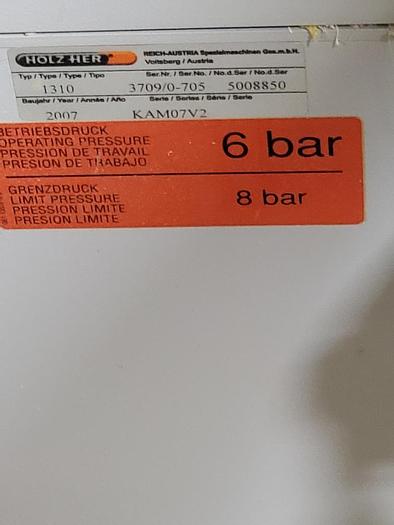 HOLZ-HER REICH-AUSTRIA Spezialmaschinen Ges.m.b.H.
Voitsberg / Austria
Typ / Type / Type / Tipo Ser.Nr. / Ser.No. / No.d.Ser / No.d.Ser
1310 3709/0-705 5008850
Baujahr / Year / Année / Año Serie / Series / Série / Serie
2007 KAM07V2
BETRIEBSDRUCK
OPERATING PRESSURE
PRESSION DE TRAVAIL
PRESION DE TRABAJO
6 bar
GRENZDRUCK
LIMIT PRESSURE
PRESSION LIMITE
PRESION LIMITE
8 bar